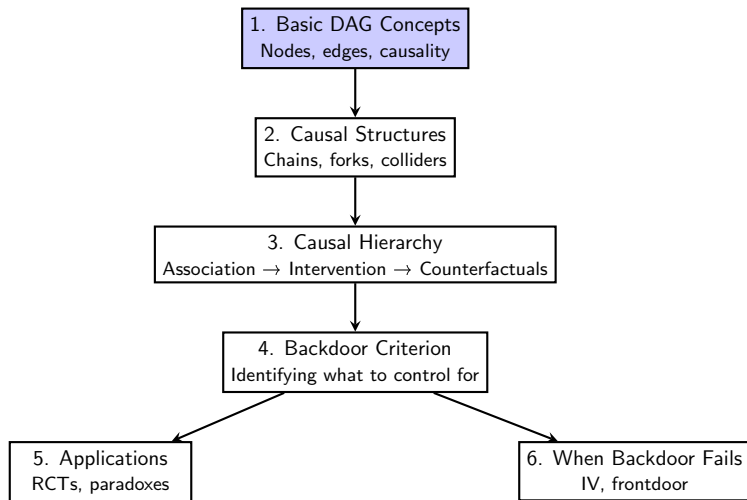 1. Basic DAG Concepts
Nodes, edges, causality
2. Causal Structures
Chains, forks, colliders
3. Causal Hierarchy
Association → Intervention → Counterfactuals
4. Backdoor Criterion
Identifying what to control for
5. Applications
RCTs, paradoxes
6. When Backdoor Fails
IV, frontdoor